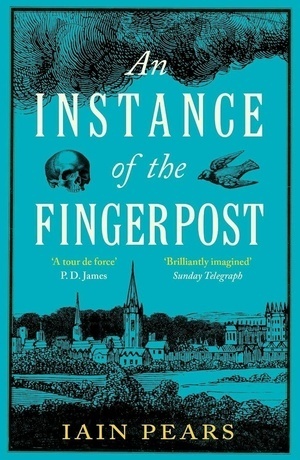 An
INSTANCE
of the
FINGERPOST
‘A tour de force’
P. D. James
‘Brilliantly imagined’
Sunday Telegraph
IAIN PEARS